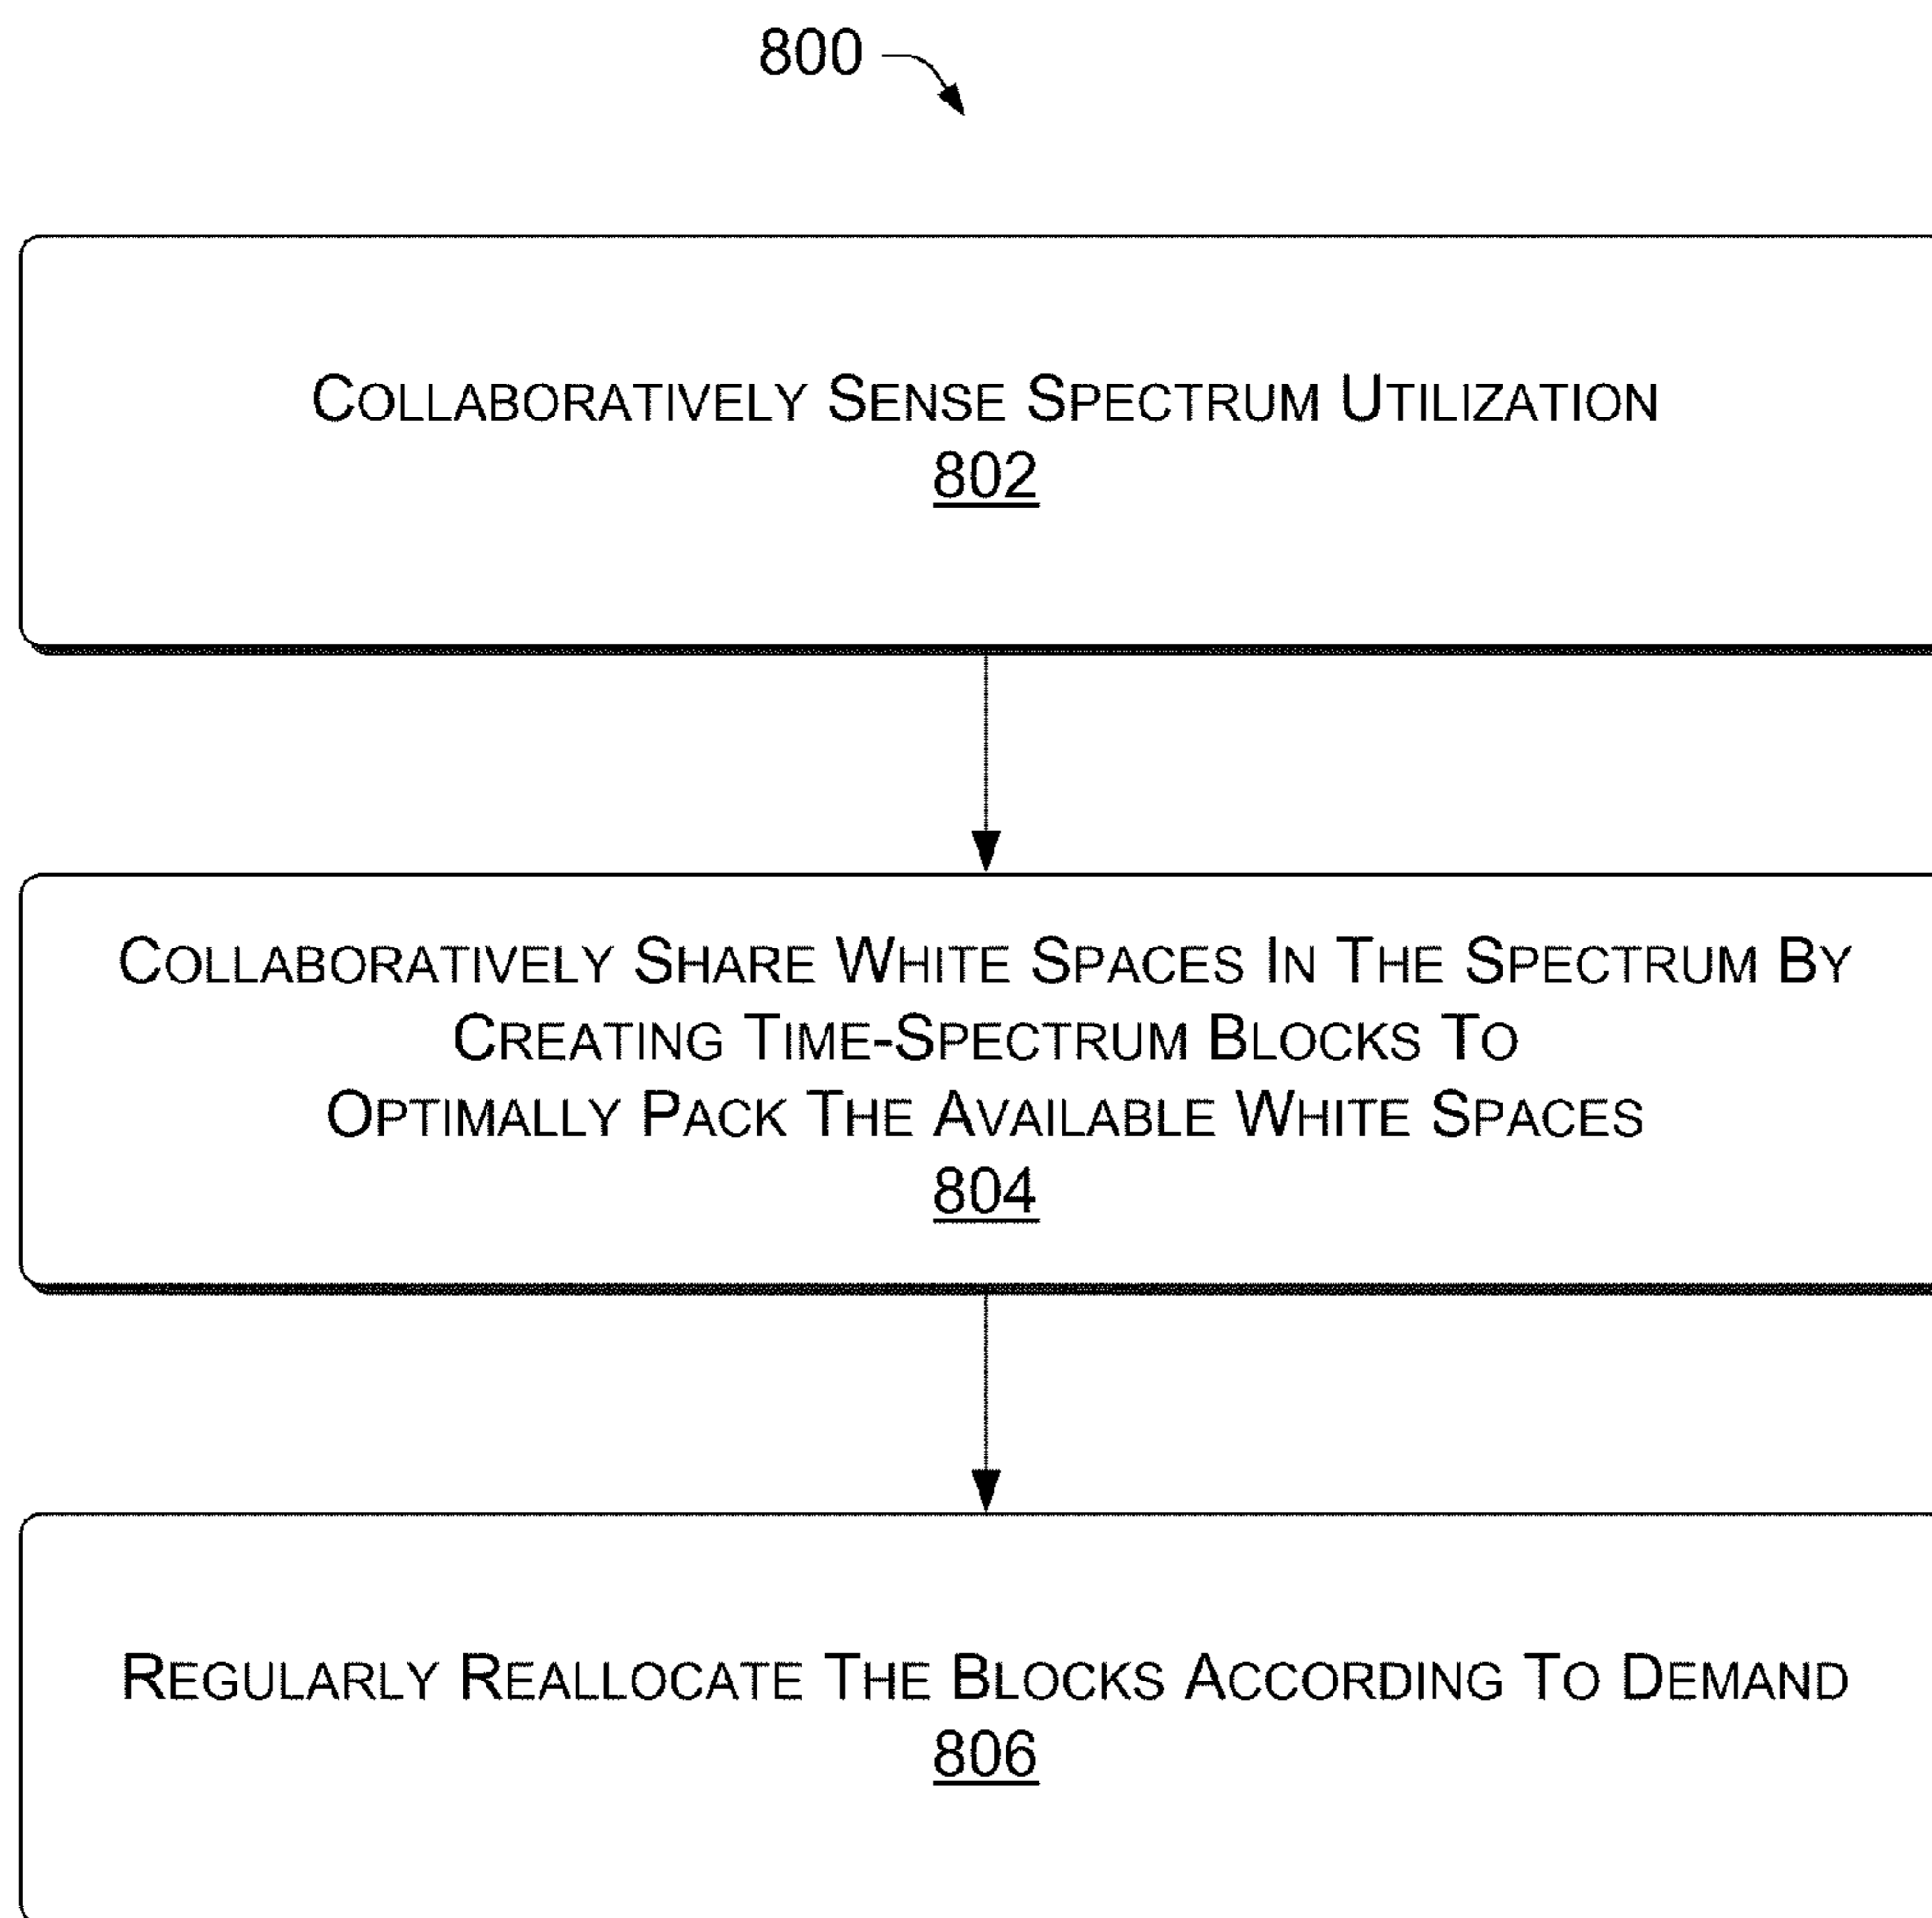 800
COLLABORATIVELY SENSE SPECTRUM UTILIZATION
802
COLLABORATIVELY SHARE WHITE SPACES IN THE SPECTRUM BY
CREATING TIME-SPECTRUM BLOCKS TO
OPTIMALLY PACK THE AVAILABLE WHITE SPACES
804
REGULARLY REALLOCATE THE BLOCKS ACCORDING TO DEMAND
806